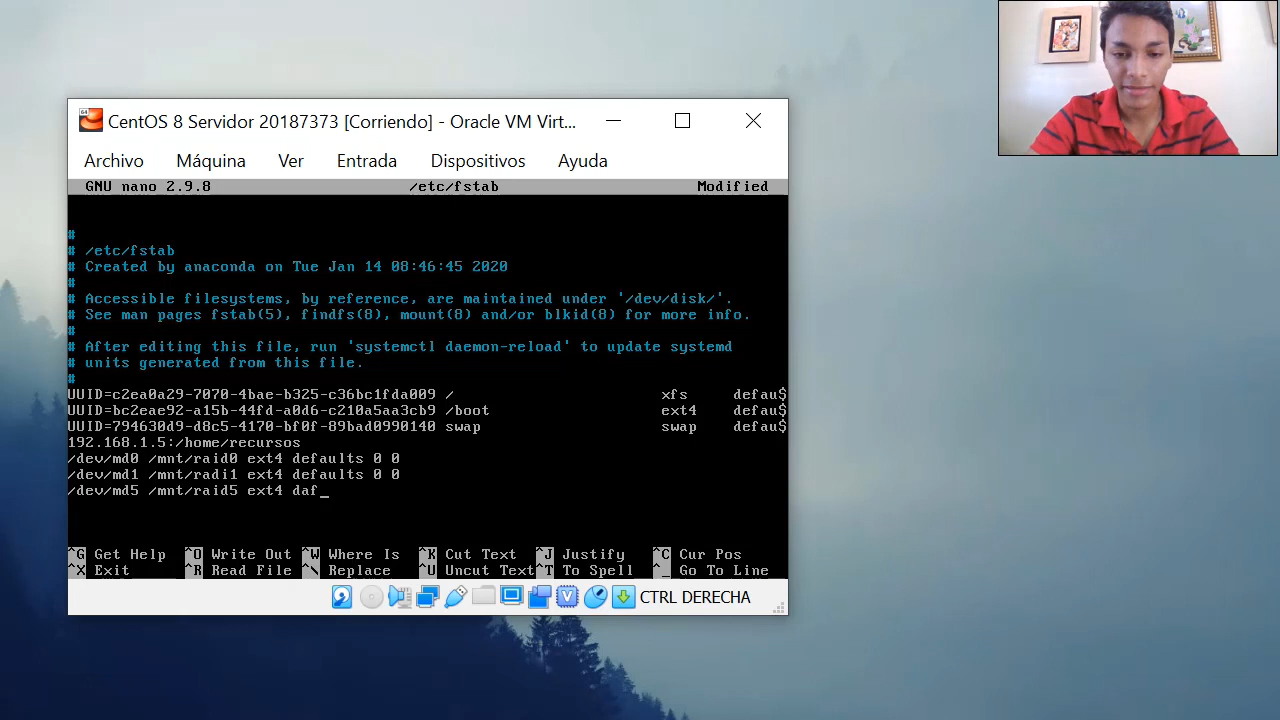 64
CentOS 8 Servidor 20187373 [Corriendo] - Oracle VM Virt...
Archivo Máquina Ver Entrada Dispositivos Ayuda
GNU nano 2.9.8 /etc/fstab Modified
#
# /etc/fstab
# Created by anaconda on Tue Jan 14 08:46:45 2020
#
# Accessible filesystems, by reference, are maintained under '/dev/disk/'.
# See man pages fstab(5), findfs(8), mount(8) and/or blkid(8) for more info.
#
# After editing this file, run 'systemctl daemon-reload' to update systemd
# units generated from this file.
#
UUID=c2ea0a29-7070-4bae-b325-c36bc1fda009 / xfs defau$
UUID=bc2eae92-a15b-44fd-a0d6-c210a5aa3cb9 /boot ext4 defau$
UUID=794630d9-d8c5-4170-bf0f-89bad0990140 swap swap defau$
192.168.1.5:/home/recursos
/dev/md0 /mnt/raid0 ext4 defaults 0 0
/dev/md1 /mnt/radi1 ext4 defaults 0 0
/dev/md5 /mnt/raid5 ext4 daf_
^G Get Help ^O Write Out ^W Where Is ^K Cut Text ^J Justify ^C Cur Pos
^X Exit ^R Read File ^\ Replace ^U Uncut Text ^T To Spell ^_ Go To Line
CTRL DERECHA